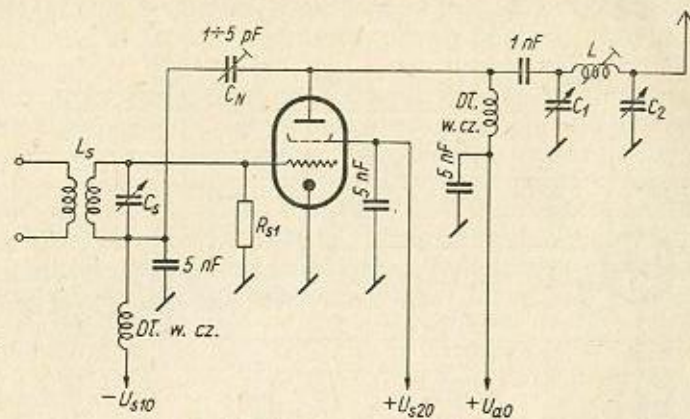 1÷5 pF
C_N
1 nF
L
C_1
C_2
Dł.
w.cz.
5 nF
L_s
C_s
R_s1
5 nF
5 nF
Dł. w. cz.
−U_s10
+U_s20
+U_a0